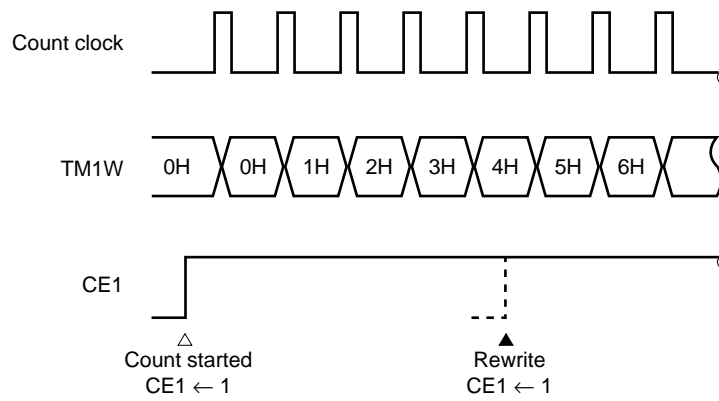 Count clock
TM1W
0H 0H 1H 2H 3H 4H 5H 6H
CE1
Count started
CE1 ← 1
Rewrite
CE1 ← 1